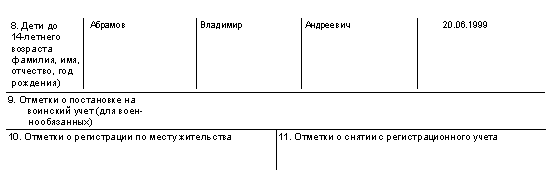 8. Дети до Абрамов Владимир Андреевич 20.06.1999
14-летнего
возраста
фамилия, имя,
отчество, год
рождения)
9. Отметки о постановке на
воинский учет (для воен-
нообязанных)
10. Отметки о регистрации по месту жительства 11. Отметки о снятии с регистрационного учета